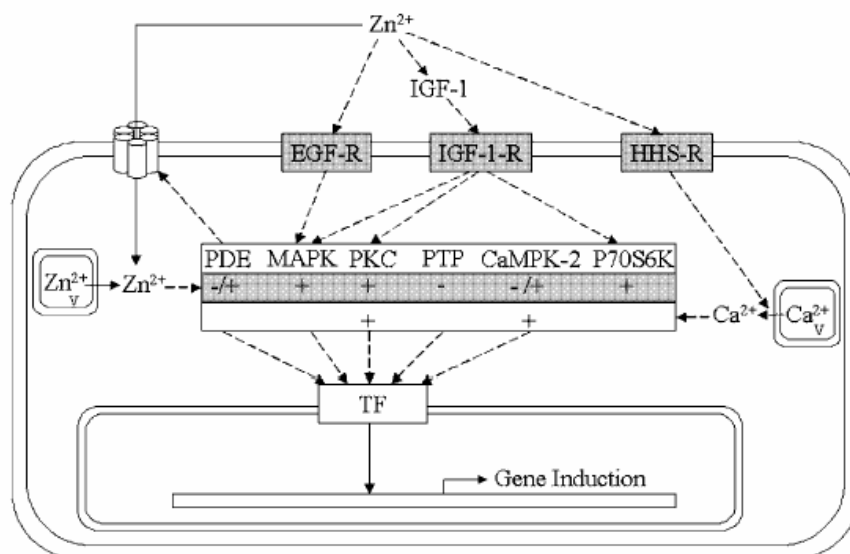 Zn2+
IGF-1
EGF-R IGF-1-R HHS-R
PDE MAPK PKC PTP CaMPK-2 P70S6K
-/+ + + - -/+ +
Zn2+ V Zn2+
+ + Ca2+ Ca2+ V
TF
Gene Induction